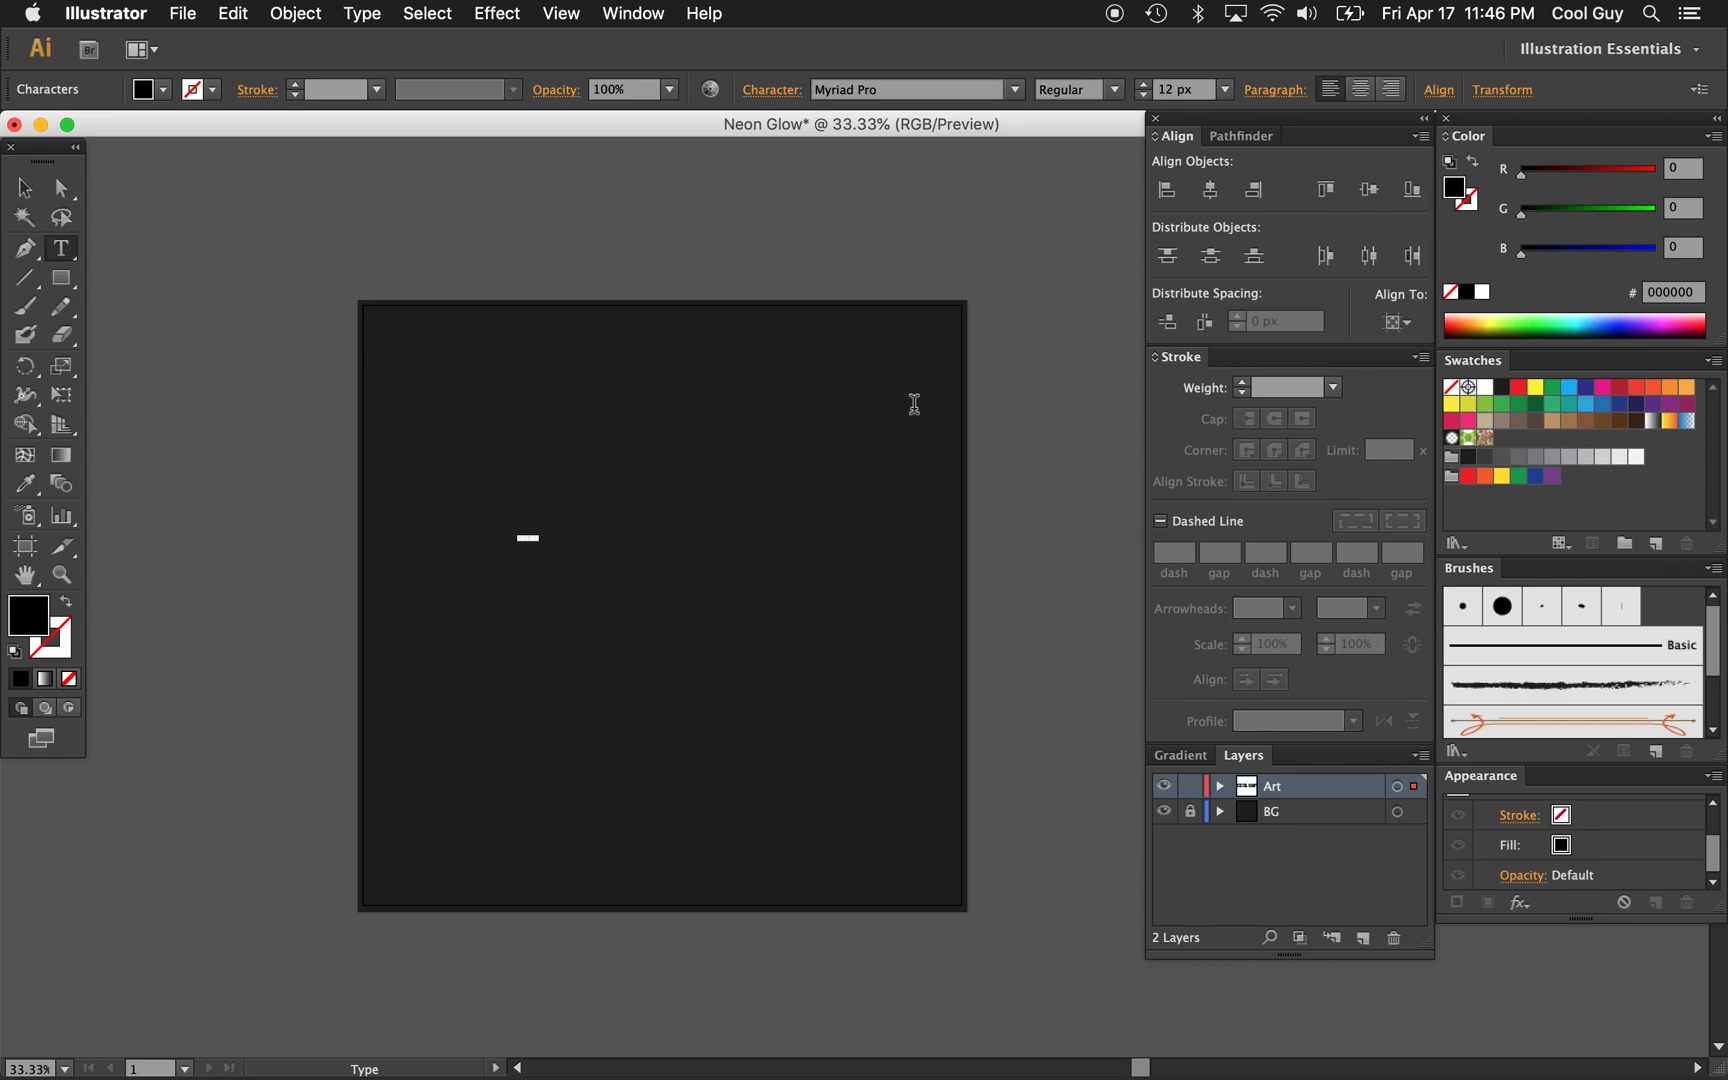 Illustrator File Edit Object Type Select Effect View Window Help Fri Apr 17 11:46 PM Cool Guy
Ai Br Illustration Essentials
Characters Stroke: Opacity: 100% Character: Myriad Pro Regular 12 px Paragraph: Align Transform
Neon Glow* @ 33.33% (RGB/Preview)
Align Pathfinder
Align Objects:
Distribute Objects:
Distribute Spacing: Align To:
0 px
Stroke
Weight:
Cap:
Corner: Limit: x
Align Stroke:
Dashed Line
dash gap dash gap dash gap
Arrowheads:
Scale: 100% 100%
Align:
Profile:
Gradient Layers
Art
BG
2 Layers
Color
R 0
G 0
B 0
# 000000
Swatches
Brushes
Basic
Appearance
Stroke:
Fill:
Opacity: Default
T
fx
33.33% 1 Type